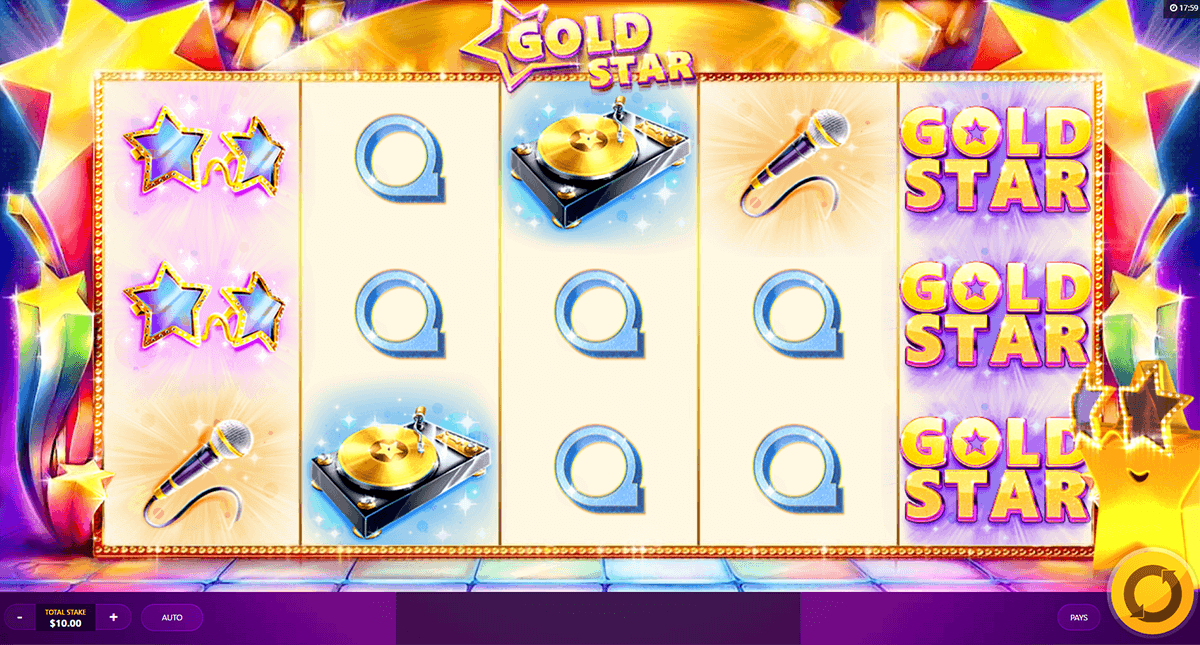 17:59
GOLD
STAR
GOLD
STAR
GOLD
STAR
GOLD
STAR
-
TOTAL STAKE
$10.00
+
AUTO
PAYS